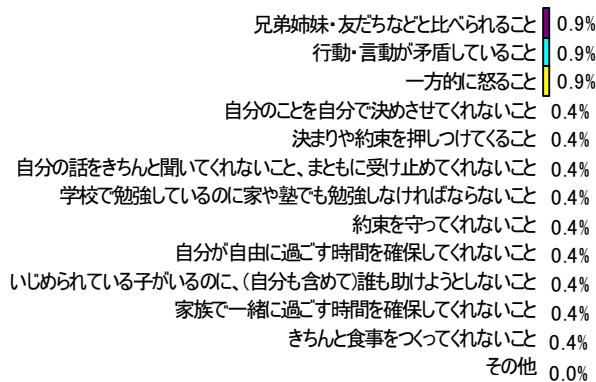 兄弟姉妹・友だちなどと比べられること 0.9%
行動・言動が矛盾していること 0.9%
一方的に怒ること 0.9%
自分のことを自分で決めさせてくれないこと 0.4%
決まりや約束を押しつけてくること 0.4%
自分の話をきちんと聞いてくれないこと、まともに受け止めてくれないこと 0.4%
学校で勉強しているのに家や塾でも勉強しなければならないこと 0.4%
約束を守ってくれないこと 0.4%
自分が自由に過ごす時間を確保してくれないこと 0.4%
いじめられている子がいるのに、(自分も含めて)誰も助けようとしないこと 0.4%
家族で一緒に過ごす時間を確保してくれないこと 0.4%
きちんと食事をつくってくれないこと 0.4%
その他 0.0%